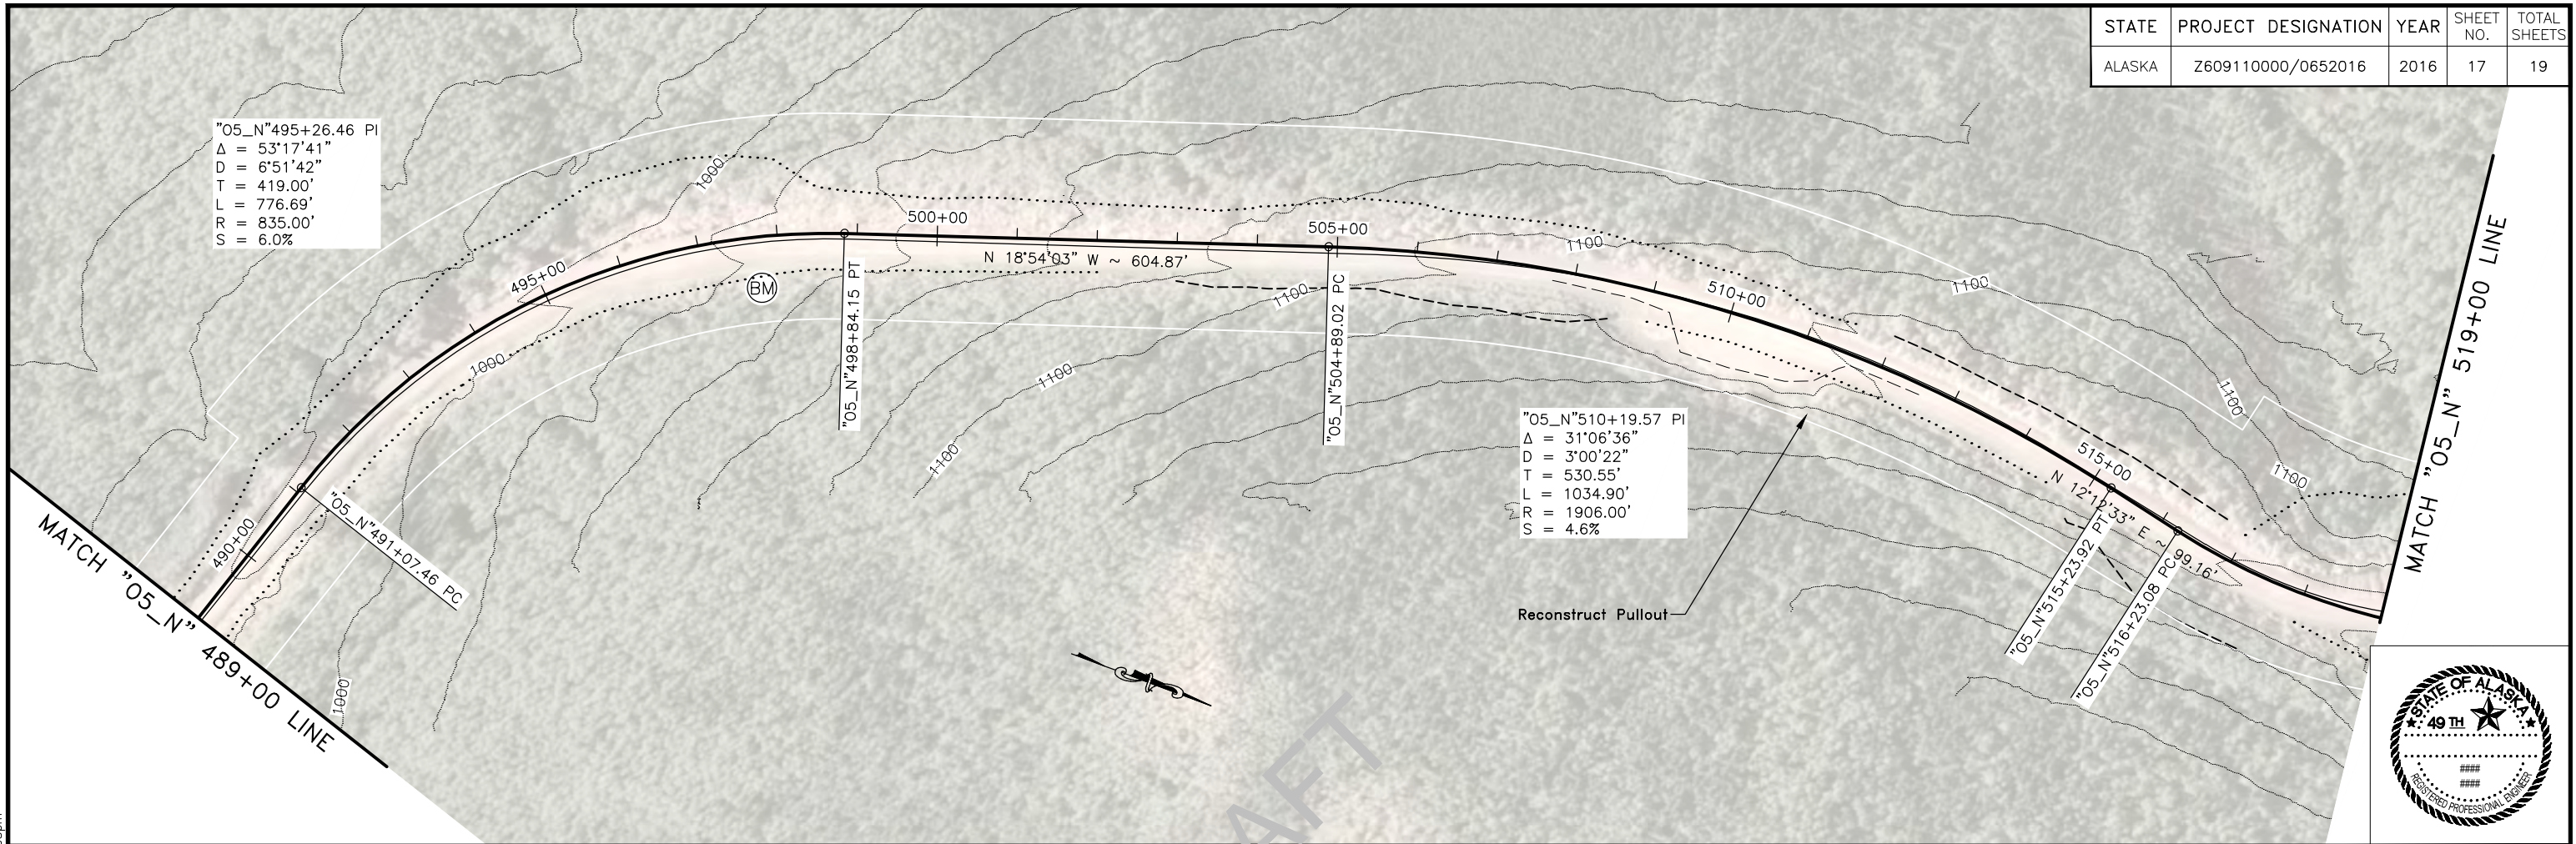 STATE PROJECT DESIGNATION YEAR SHEET NO. TOTAL SHEETS
ALASKA Z609110000/0652016 2016 17 19
"05_N"495+26.46 PI
Δ = 53°17'41"
D = 6°51'42"
T = 419.00'
L = 776.69'
R = 835.00'
S = 6.0%
1000
500+00
505+00
1100
N 18°54'03" W ~ 604.87'
495+00
BM
1100
510+00
1100
1000
1100
1100
1100
"05_N"498+84.15 PT
"05_N"504+89.02 PC
"05_N"510+19.57 PI
Δ = 31°06'36"
D = 3°00'22"
T = 530.55'
L = 1034.90'
R = 1906.00'
S = 4.6%
515+00
1100
N 12°12'33" E ~ 99.16'
MATCH "05_N" 519+00 LINE
490+00
"05_N"491+07.46 PC
MATCH "05_N" 489+00 LINE
1000
"05_N"515+23.92 PT
"05_N"516+23.08 PC
Reconstruct Pullout
AFT
STATE OF ALASKA
49 TH
####
####
REGISTERED PROFESSIONAL ENGINEER